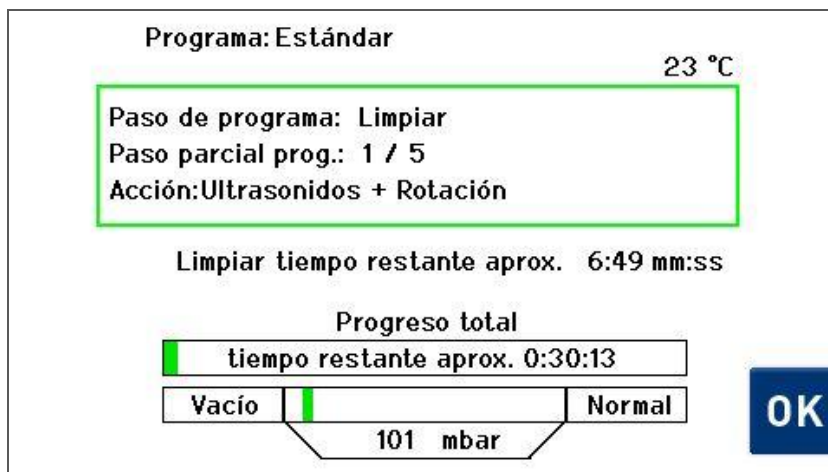 Programa: Estándar
23 °C
Paso de programa: Limpiar
Paso parcial prog.: 1 / 5
Acción:Ultrasonidos + Rotación
Limpiar tiempo restante aprox. 6:49 mm:ss
Progreso total
tiempo restante aprox. 0:30:13
Vacío Normal
101 mbar
OK